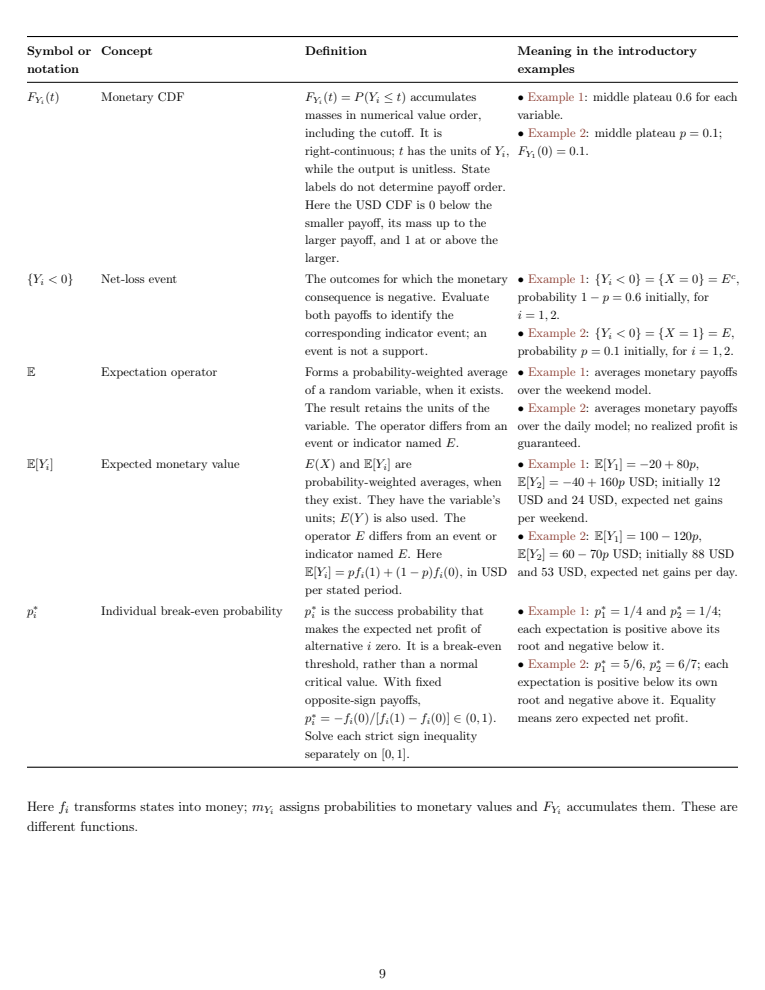 Symbol or notation Concept Definition Meaning in the introductory examples
F_{Y_i}(t) Monetary CDF
F_{Y_i}(t) = P(Y_i ≤ t) accumulates
masses in numerical value order,
including the cutoff. It is
right-continuous; t has the units of Y_i,
while the output is unitless. State
labels do not determine payoff order.
Here the USD CDF is 0 below the
smaller payoff, its mass up to the
larger payoff, and 1 at or above the
larger.
• Example 1: middle plateau 0.6 for each
variable.
• Example 2: middle plateau p = 0.1;
F_{Y_1}(0) = 0.1.
{Y_i < 0} Net-loss event
The outcomes for which the monetary
consequence is negative. Evaluate
both payoffs to identify the
corresponding indicator event; an
event is not a support.
• Example 1: {Y_i < 0} = {X = 0} = E^c,
probability 1 − p = 0.6 initially, for
i = 1, 2.
• Example 2: {Y_i < 0} = {X = 1} = E,
probability p = 0.1 initially, for i = 1, 2.
𝔼 Expectation operator
Forms a probability-weighted average
of a random variable, when it exists.
The result retains the units of the
variable. The operator differs from an
event or indicator named E.
• Example 1: averages monetary payoffs
over the weekend model.
• Example 2: averages monetary payoffs
over the daily model; no realized profit is
guaranteed.
𝔼[Y_i] Expected monetary value
E(X) and 𝔼[Y_i] are
probability-weighted averages, when
they exist. They have the variable's
units; E(Y) is also used. The
operator E differs from an event or
indicator named E. Here
𝔼[Y_i] = pf_i(1) + (1 − p)f_i(0), in USD
per stated period.
• Example 1: 𝔼[Y_1] = −20 + 80p,
𝔼[Y_2] = −40 + 160p USD; initially 12
USD and 24 USD, expected net gains
per weekend.
• Example 2: 𝔼[Y_1] = 100 − 120p,
𝔼[Y_2] = 60 − 70p USD; initially 88 USD
and 53 USD, expected net gains per day.
p_i^* Individual break-even probability
p_i^* is the success probability that
makes the expected net profit of
alternative i zero. It is a break-even
threshold, rather than a normal
critical value. With fixed
opposite-sign payoffs,
p_i^* = −f_i(0)/[f_i(1) − f_i(0)] ∈ (0, 1).
Solve each strict sign inequality
separately on [0, 1].
• Example 1: p_1^* = 1/4 and p_2^* = 1/4;
each expectation is positive above its
root and negative below it.
• Example 2: p_1^* = 5/6, p_2^* = 6/7; each
expectation is positive below its own
root and negative above it. Equality
means zero expected net profit.
Here f_i transforms states into money; m_{Y_i} assigns probabilities to monetary values and F_{Y_i} accumulates them. These are
different functions.
9